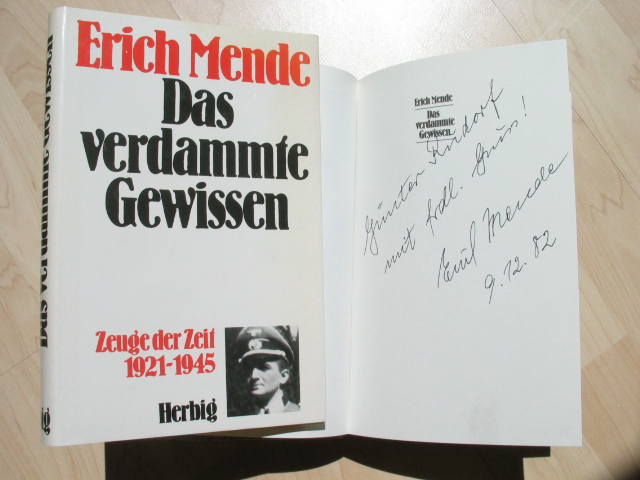 Erich Mende
Das
verdammte
Gewissen
Zeuge der Zeit
1921-1945
Herbig
Das verdammte Gewissen
Erich Mende
Das
verdammte
Gewissen
Günter Rudorf
mit frdl. Gruss!
Erich Mende
9.12.82